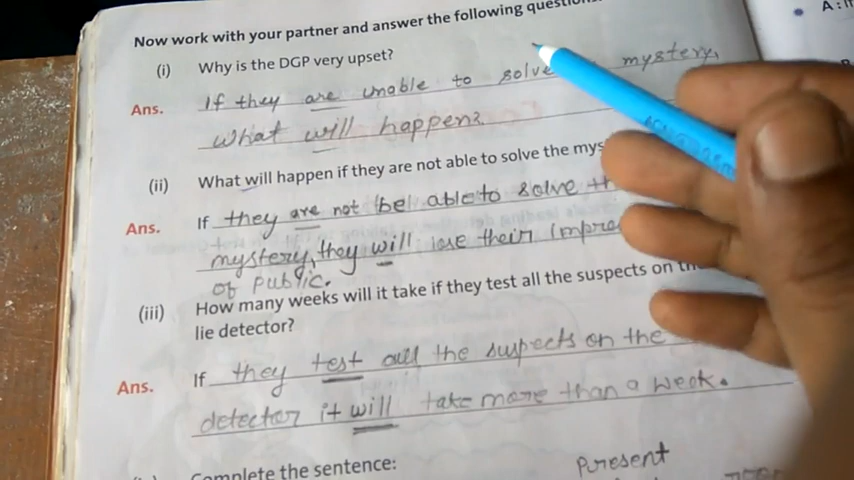 Now work with your partner and answer the following questions.
A:
(i) Why is the DGP very upset?
Ans. If they are unable to solve mystery,
what will happen?
(ii) What will happen if they are not able to solve the mys
Ans. If they are not be able to solve th
mystery, they will lose their Impre
of public.
(iii) How many weeks will it take if they test all the suspects on th
lie detector?
Ans. If they test all the suspects on the
detector it will take more than a week.
Complete the sentence:
Present